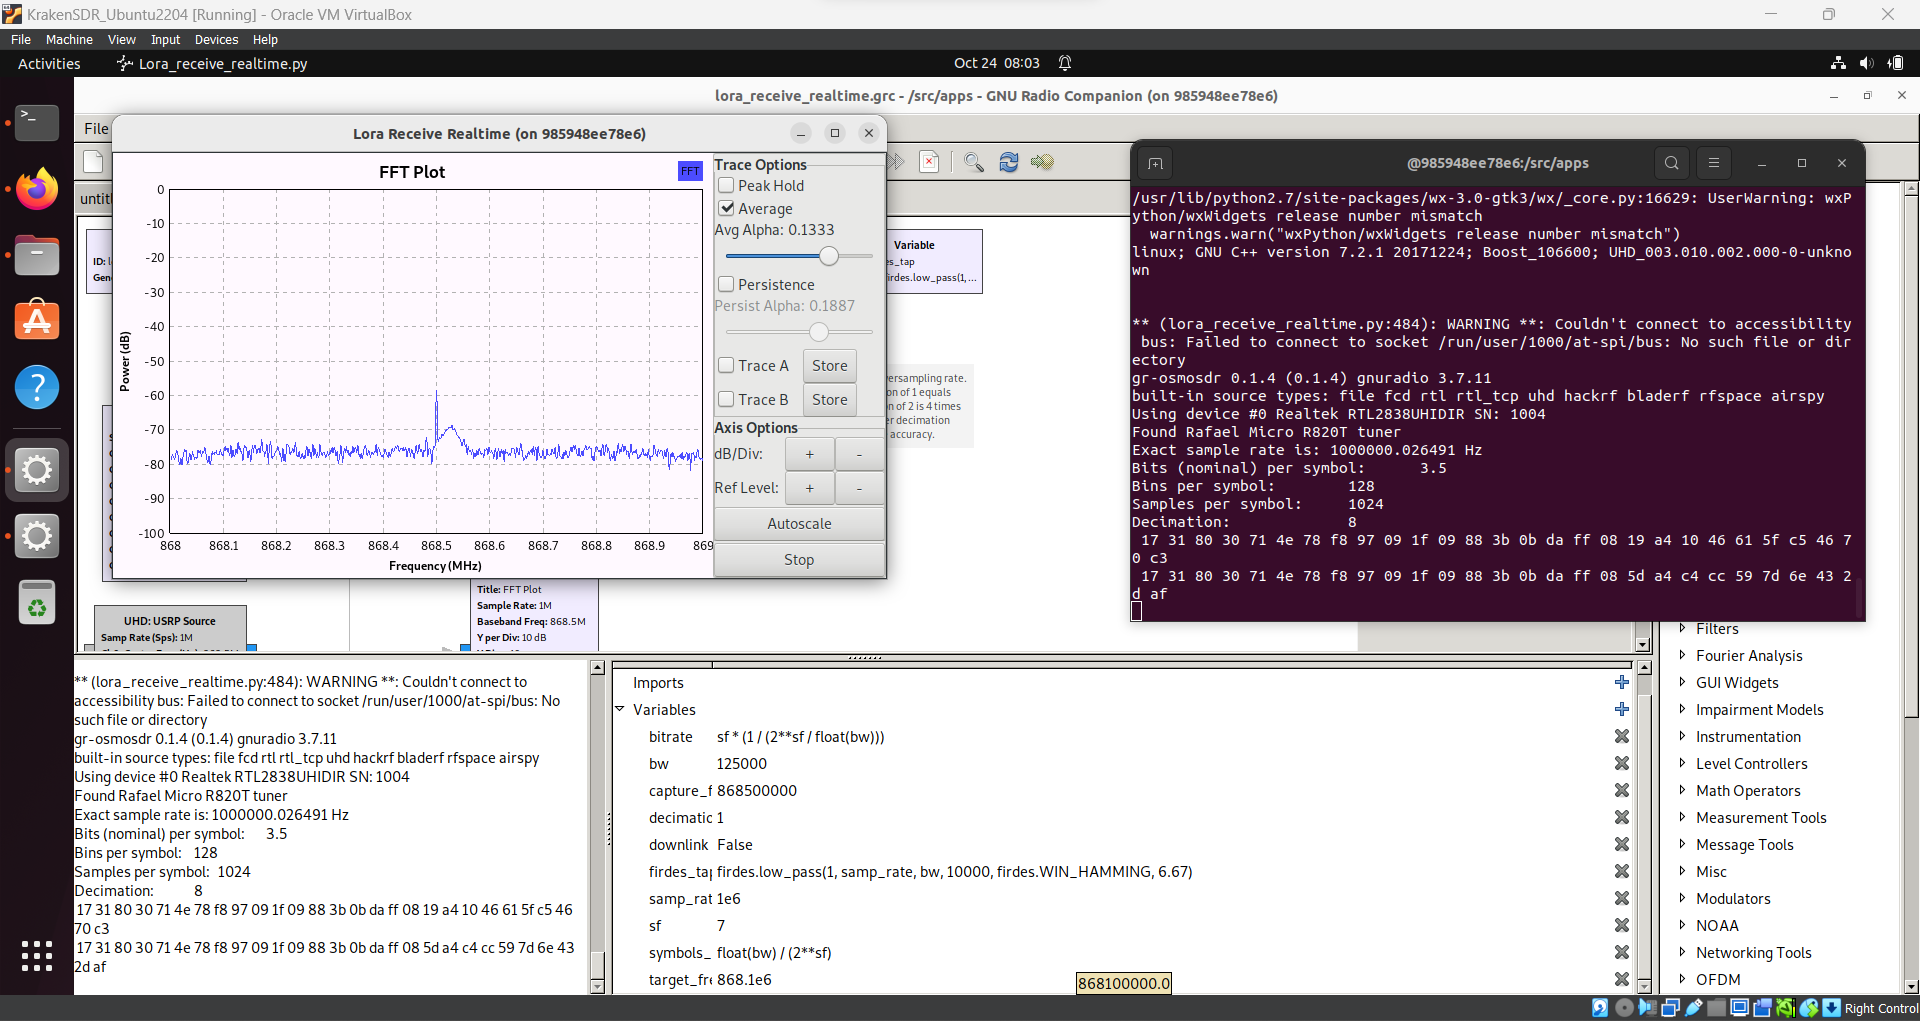 KrakenSDR_Ubuntu2204 [Running] - Oracle VM VirtualBox
File Machine View Input Devices Help
Activities Lora_receive_realtime.py Oct 24 08:03
lora_receive_realtime.grc - /src/apps - GNU Radio Companion (on 985948ee78e6)
File
Lora Receive Realtime (on 985948ee78e6)
FFT Plot
FFT
0
-10
-20
-30
-40
-50
-60
-70
-80
-90
-100
Power (dB)
868 868.1 868.2 868.3 868.4 868.5 868.6 868.7 868.8 868.9 869
Frequency (MHz)
Trace Options
Peak Hold
Average
Avg Alpha: 0.1333
Persistence
Persist Alpha: 0.1887
Trace A Store
Trace B Store
Axis Options
dB/Div: + -
Ref Level: + -
Autoscale
Stop
ID:
Variable
es_tap
firdes.low_pass(1,...
ersampling rate.
on of 1 equals
on of 2 is 4 times
er decimation
accuracy.
UHD: USRP Source
Samp Rate (Sps): 1M
Title: FFT Plot
Sample Rate: 1M
Baseband Freq: 868.5M
Y per Div: 10 dB
@985948ee78e6:/src/apps
/usr/lib/python2.7/site-packages/wx-3.0-gtk3/wx/_core.py:16629: UserWarning: wxP
ython/wxWidgets release number mismatch
warnings.warn("wxPython/wxWidgets release number mismatch")
linux; GNU C++ version 7.2.1 20171224; Boost_106600; UHD_003.010.002.000-0-unkno
wn
** (lora_receive_realtime.py:484): WARNING **: Couldn't connect to accessibility
bus: Failed to connect to socket /run/user/1000/at-spi/bus: No such file or dir
ectory
gr-osmosdr 0.1.4 (0.1.4) gnuradio 3.7.11
built-in source types: file fcd rtl rtl_tcp uhd hackrf bladerf rfspace airspy
Using device #0 Realtek RTL2838UHIDIR SN: 1004
Found Rafael Micro R820T tuner
Exact sample rate is: 1000000.026491 Hz
Bits (nominal) per symbol: 3.5
Bins per symbol: 128
Samples per symbol: 1024
Decimation: 8
17 31 80 30 71 4e 78 f8 97 09 1f 09 88 3b 0b da ff 08 19 a4 10 46 61 5f c5 46 7
0 c3
17 31 80 30 71 4e 78 f8 97 09 1f 09 88 3b 0b da ff 08 5d a4 c4 cc 59 7d 6e 43 2
d af
** (lora_receive_realtime.py:484): WARNING **: Couldn't connect to
accessibility bus: Failed to connect to socket /run/user/1000/at-spi/bus: No
such file or directory
gr-osmosdr 0.1.4 (0.1.4) gnuradio 3.7.11
built-in source types: file fcd rtl rtl_tcp uhd hackrf bladerf rfspace airspy
Using device #0 Realtek RTL2838UHIDIR SN: 1004
Found Rafael Micro R820T tuner
Exact sample rate is: 1000000.026491 Hz
Bits (nominal) per symbol: 3.5
Bins per symbol: 128
Samples per symbol: 1024
Decimation: 8
17 31 80 30 71 4e 78 f8 97 09 1f 09 88 3b 0b da ff 08 19 a4 10 46 61 5f c5 46
70 c3
17 31 80 30 71 4e 78 f8 97 09 1f 09 88 3b 0b da ff 08 5d a4 c4 cc 59 7d 6e 43
2d af
Imports
Variables
bitrate sf * (1 / (2**sf / float(bw)))
bw 125000
capture_f 868500000
decimatic 1
downlink False
firdes_tap firdes.low_pass(1, samp_rate, bw, 10000, firdes.WIN_HAMMING, 6.67)
samp_rat 1e6
sf 7
symbols_ float(bw) / (2**sf)
target_fre 868.1e6
868100000.0
Filters
Fourier Analysis
GUI Widgets
Impairment Models
Instrumentation
Level Controllers
Math Operators
Measurement Tools
Message Tools
Misc
Modulators
NOAA
Networking Tools
OFDM
Right Control